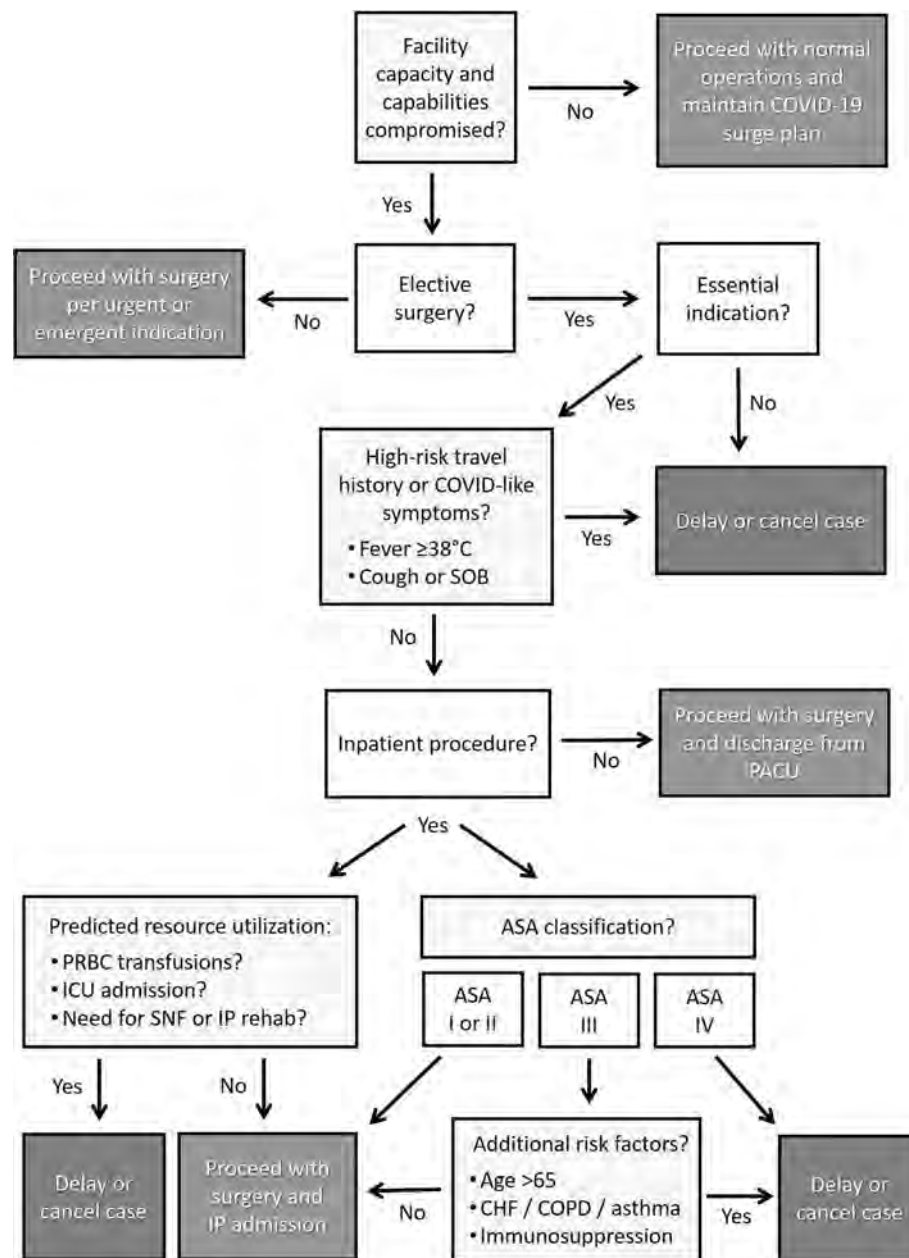 Facility
capacity and
capabilities
compromised?
No
Proceed with normal
operations and
maintain COVID-19
surge plan
Yes
Proceed with surgery
per urgent or
emergent indication
No
Elective
surgery?
Yes
Essential
indication?
Yes
No
High-risk travel
history or COVID-like
symptoms?
• Fever ≥38°C
• Cough or SOB
Yes
Delay or cancel case
No
Inpatient procedure?
No
Proceed with surgery
and discharge from
PACU
Yes
Predicted resource utilization:
• PRBC transfusions?
• ICU admission?
• Need for SNF or IP rehab?
ASA classification?
ASA
I or II
ASA
III
ASA
IV
Yes
No
Delay or
cancel case
Proceed with
surgery and
IP admission
No
Additional risk factors?
• Age >65
• CHF / COPD / asthma
• Immunosuppression
Yes
Delay or
cancel case